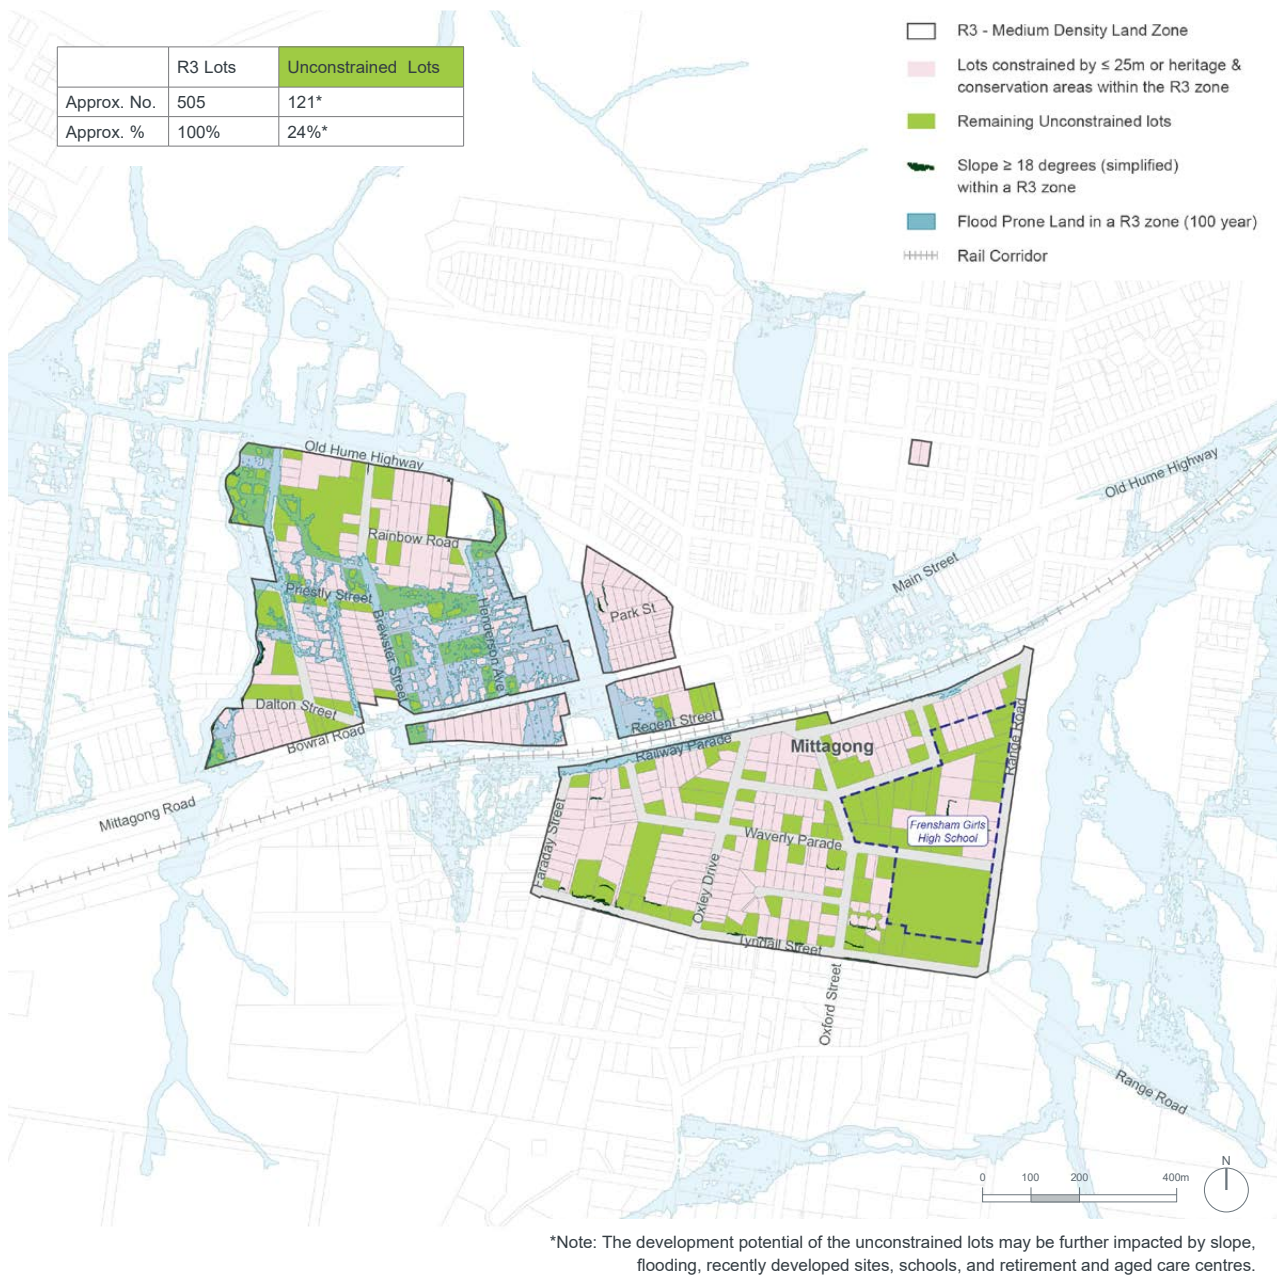 R3 Lots Unconstrained Lots
Approx. No. 505 121*
Approx. % 100% 24%*
R3 - Medium Density Land Zone
Lots constrained by ≤ 25m or heritage &
conservation areas within the R3 zone
Remaining Unconstrained lots
Slope ≥ 18 degrees (simplified)
within a R3 zone
Flood Prone Land in a R3 zone (100 year)
Rail Corridor
Old Hume Highway
Old Hume Highway
Rainbow Road
Main Street
Priestly Street
Park St
Brewster Street
Henderson Ave
Dalton Street
Bowral Road
Regent Street
Railway Parade
Mittagong
Range Road
Mittagong Road
Faraday Street
Waverly Parade
Frensham Girls
High School
Oxley Drive
Tyndall Street
Oxford Street
Range Road
N
0 100 200 400m
*Note: The development potential of the unconstrained lots may be further impacted by slope,
flooding, recently developed sites, schools, and retirement and aged care centres.